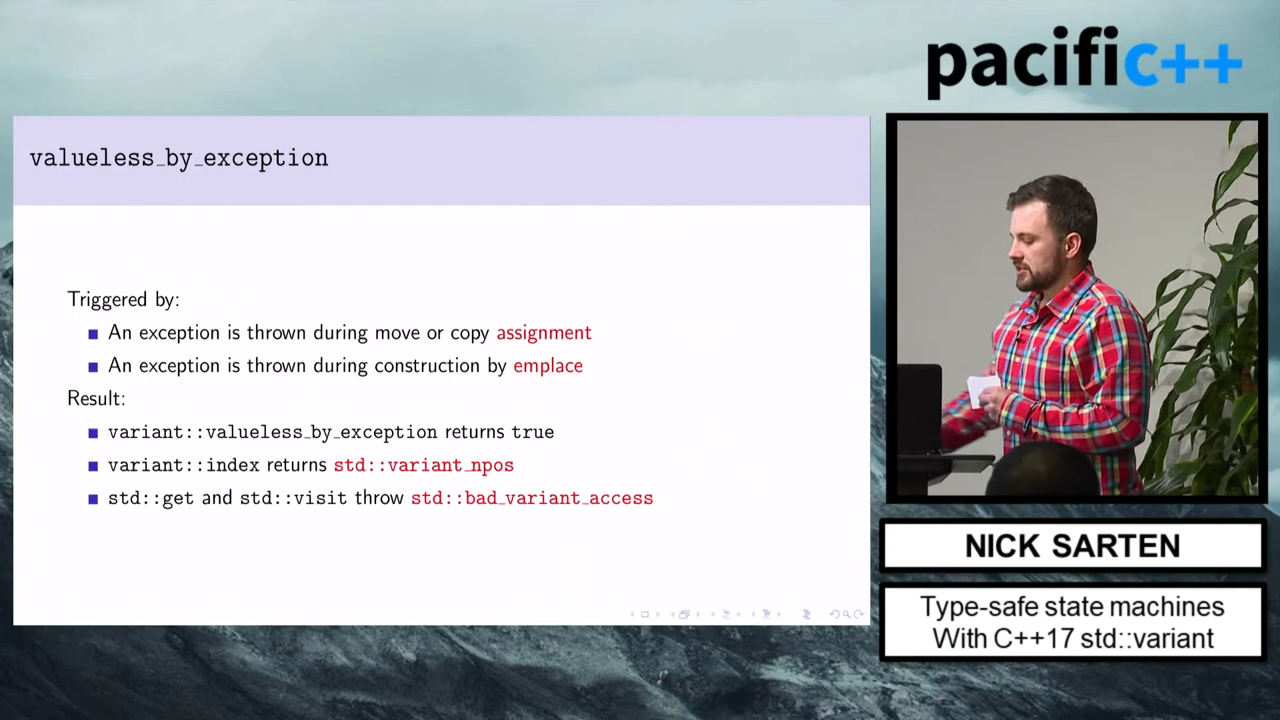 pacific++
valueless_by_exception
Triggered by:
An exception is thrown during move or copy assignment
An exception is thrown during construction by emplace
Result:
variant::valueless_by_exception returns true
variant::index returns std::variant_npos
std::get and std::visit throw std::bad_variant_access
NICK SARTEN
Type-safe state machines
With C++17 std::variant